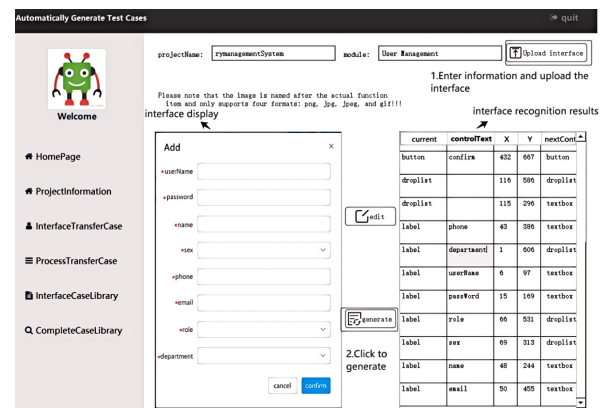 Automatically Generate Test Cases
quit
Welcome
HomePage
ProjectInformation
InterfaceTransferCase
ProcessTransferCase
InterfaceCaseLibrary
CompleteCaseLibrary
projectName: rymanagementSystem module: User Management Upload interface
1.Enter information and upload the
interface
Please note that the image is named after the actual function
item and only supports four formats: png, jpg, jpeg, and gif!!!
interface display
interface recognition results
Add ×
*userName
*password
*name
*sex
*phone
*email
*role
*department
cancel confirm
edit
generate
2.Click to
generate
current controlText X Y nextCont
button confirm 432 667 button
droplist 116 586 droplist
droplist 115 296 textbox
label phone 43 386 textbox
label department 1 606 droplist
label userName 6 97 textbox
label passWord 15 169 textbox
label role 66 531 droplist
label sex 69 313 droplist
label name 48 244 textbox
label email 50 455 textbox